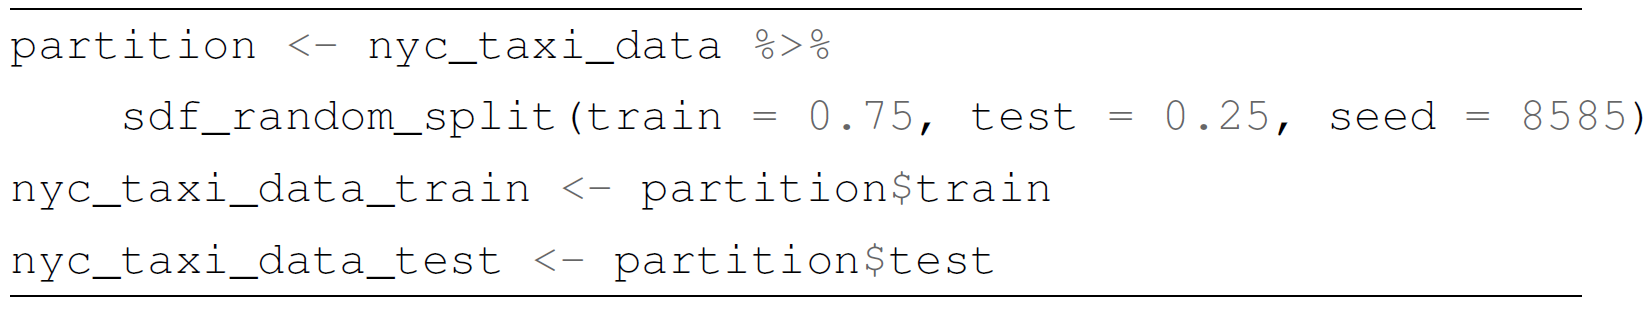 partition <- nyc_taxi_data %>%
    sdf_random_split(train = 0.75, test = 0.25, seed = 8585)
nyc_taxi_data_train <- partition$train
nyc_taxi_data_test <- partition$test